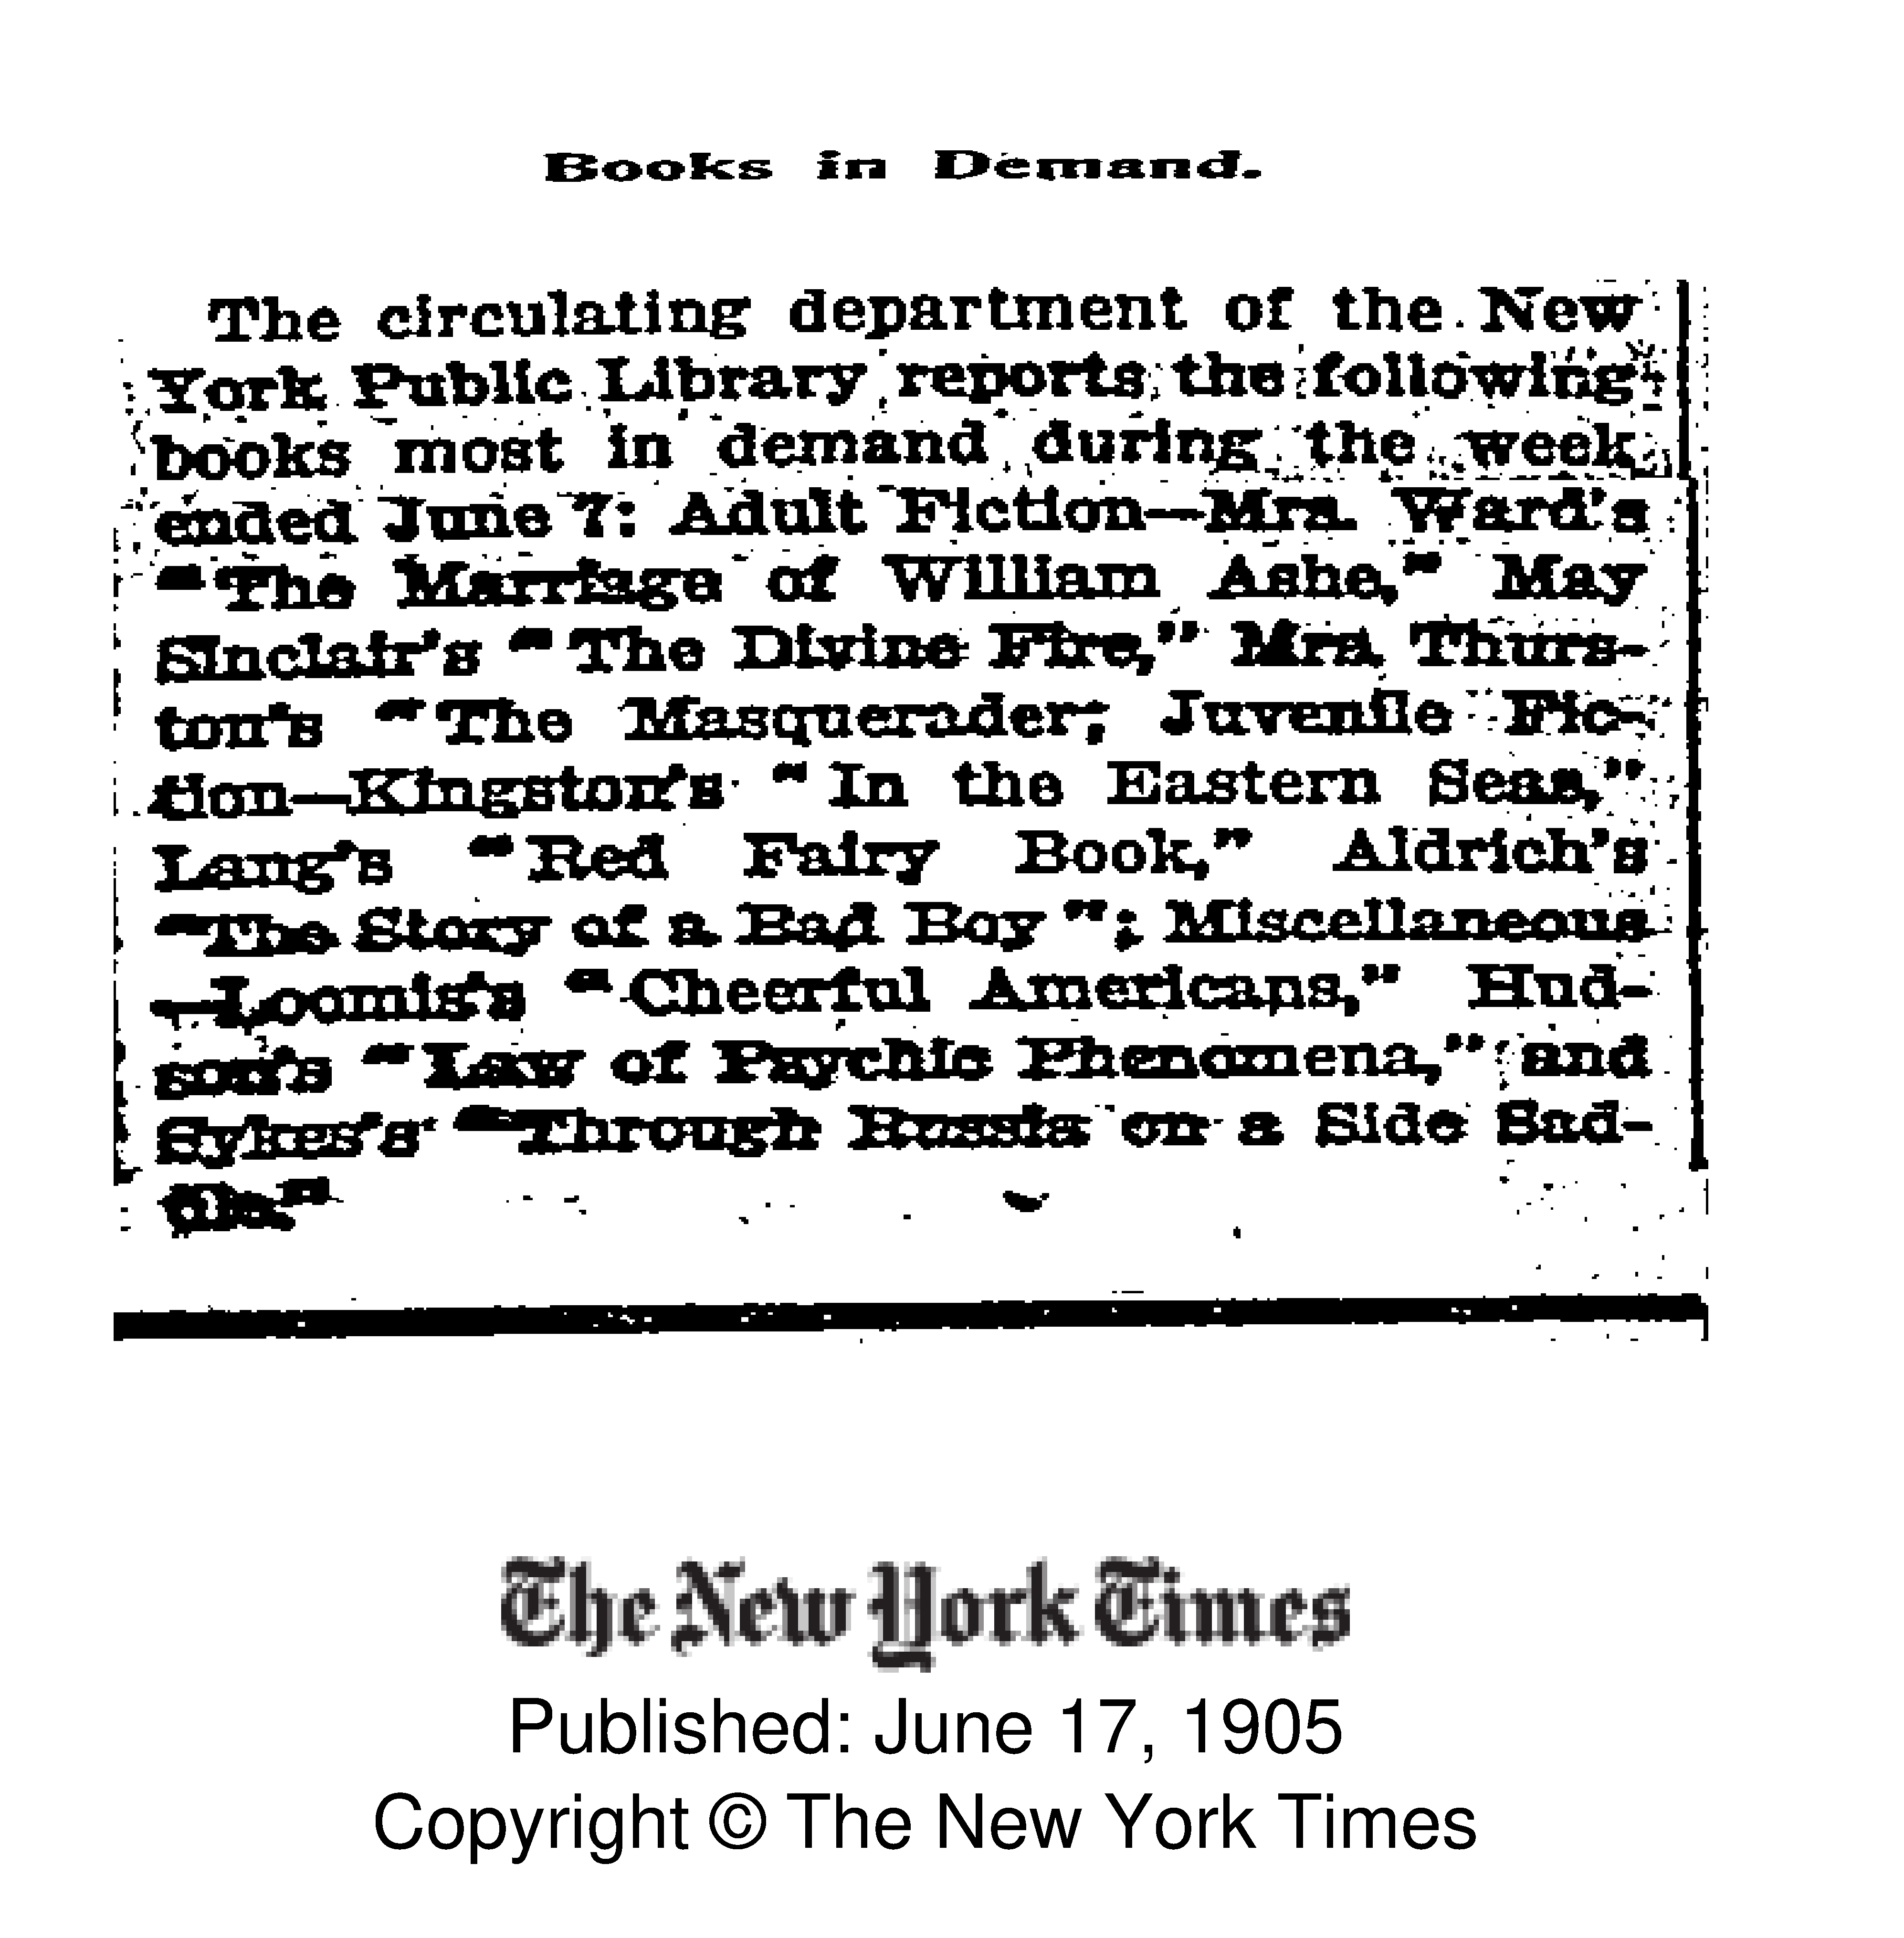 Books in Demand.
The circulating department of the New
York Public Library reports the following
books most in demand during the week
ended June 7: Adult Fiction—Mrs. Ward's
"The Marriage of William Ashe," May
Sinclair's "The Divine Fire," Mrs. Thurs-
ton's "The Masquerader; Juvenile Fic-
tion—Kingston's "In the Eastern Seas,"
Lang's "Red Fairy Book," Aldrich's
"The Story of a Bad Boy"; Miscellaneous
—Loomis's "Cheerful Americans," Hud-
son's "Law of Psychic Phenomena," and
Sykes's "Through Russia on a Side Sad-
dle."
The New York Times
Published: June 17, 1905
Copyright © The New York Times